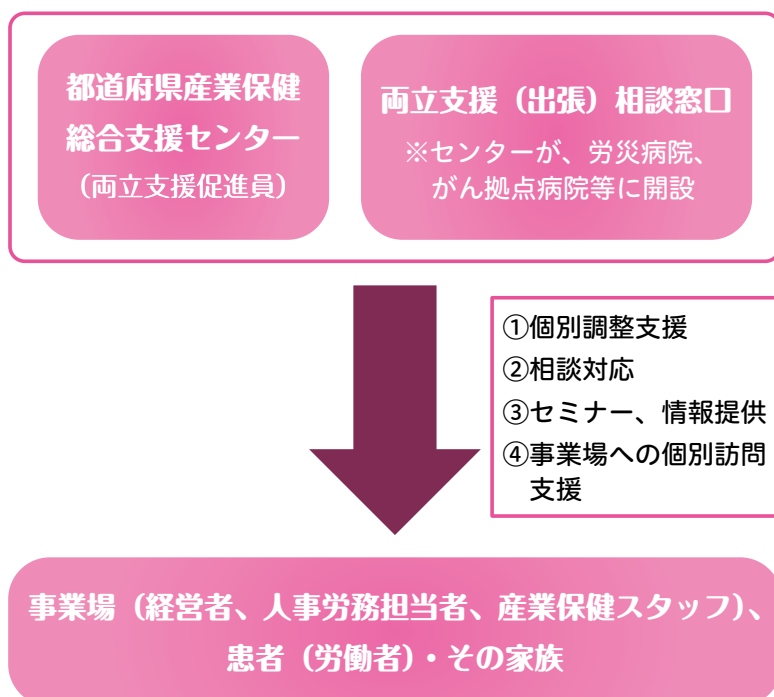 都道府県産業保健
総合支援センター
（両立支援促進員）
両立支援（出張）相談窓口
※センターが、労災病院、
がん拠点病院等に開設
①個別調整支援
②相談対応
③セミナー、情報提供
④事業場への個別訪問
支援
事業場（経営者、人事労務担当者、産業保健スタッフ）、
患者（労働者）・その家族